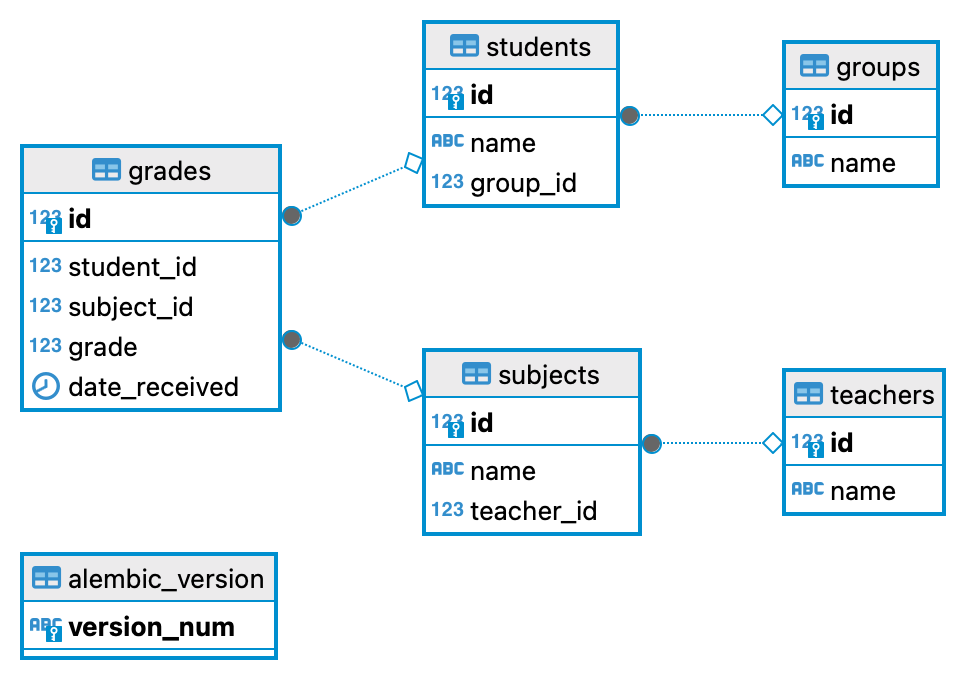 students
123 id
ABC name
123 group_id
groups
123 id
ABC name
grades
123 id
123 student_id
123 subject_id
123 grade
date_received
subjects
123 id
ABC name
123 teacher_id
teachers
123 id
ABC name
alembic_version
ABC version_num